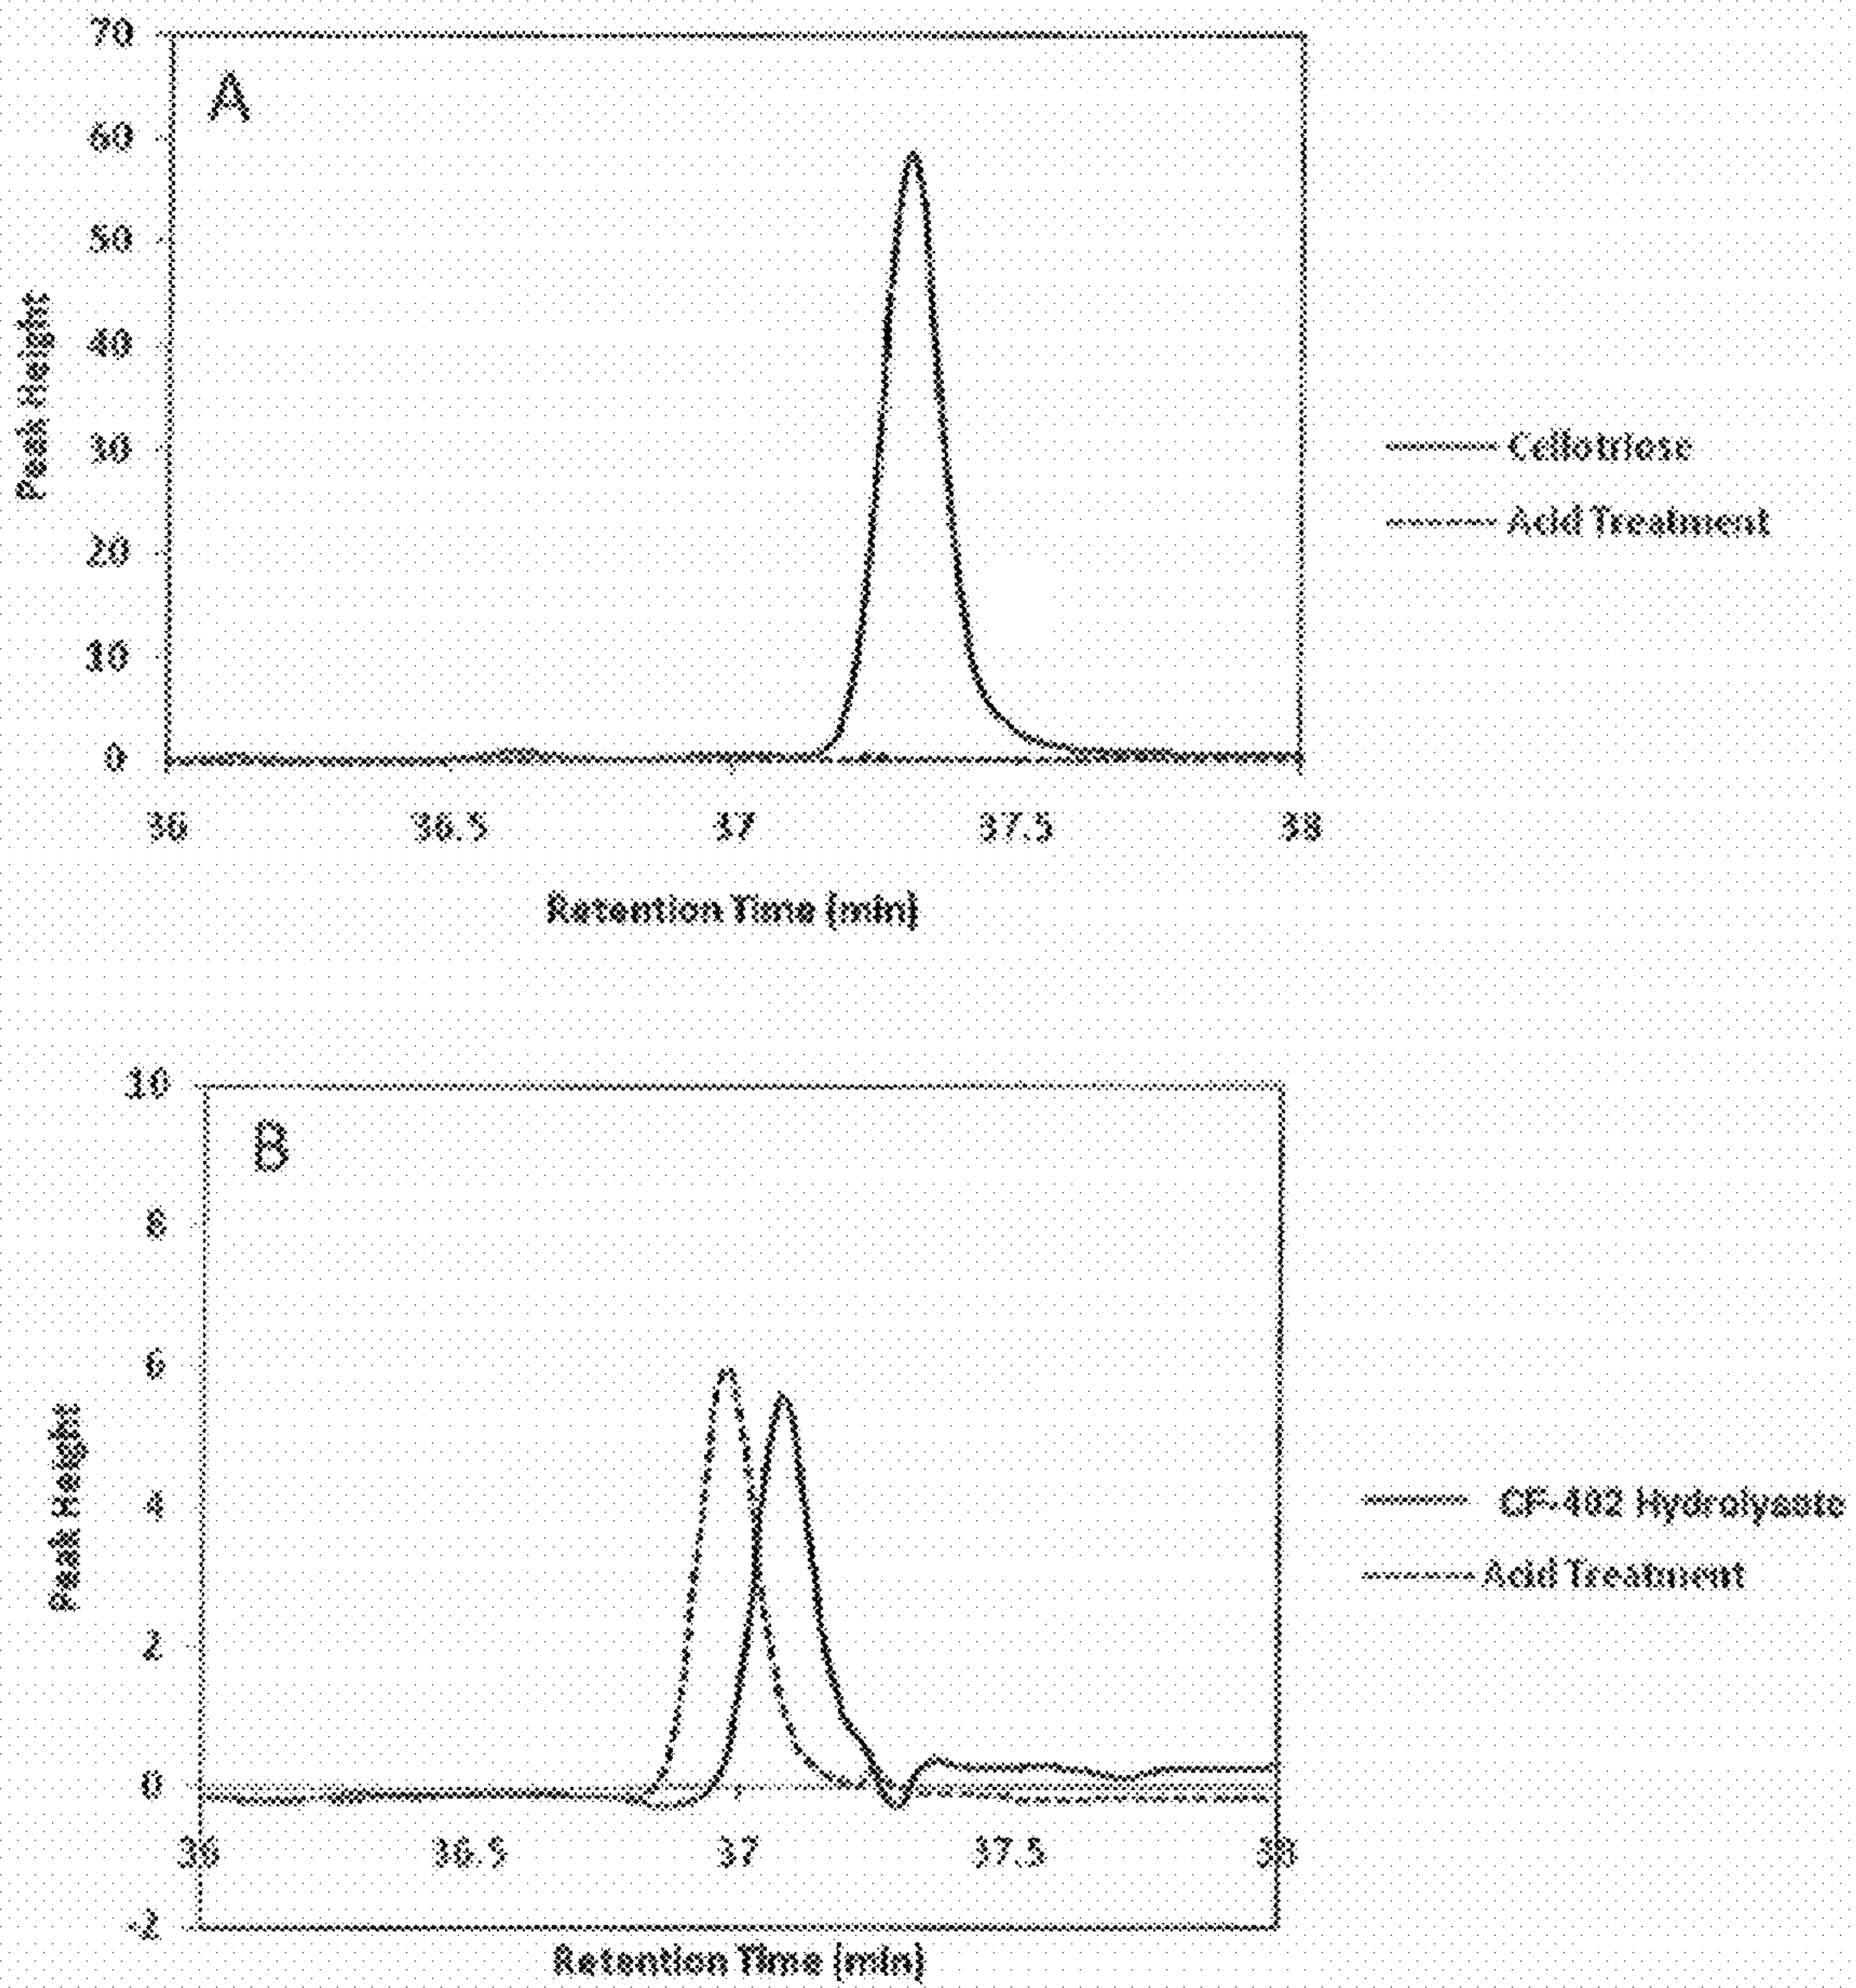 70
A
60
50
40
30
20
10
0
Peak Height
Cellotriose
Acid Treatment
36 36.5 37 37.5 38
Retention Time (min)
10
B
8
6
4
2
0
-2
Peak Height
CF-402 Hydrolysate
Acid Treatment
36 36.5 37 37.5 38
Retention Time (min)